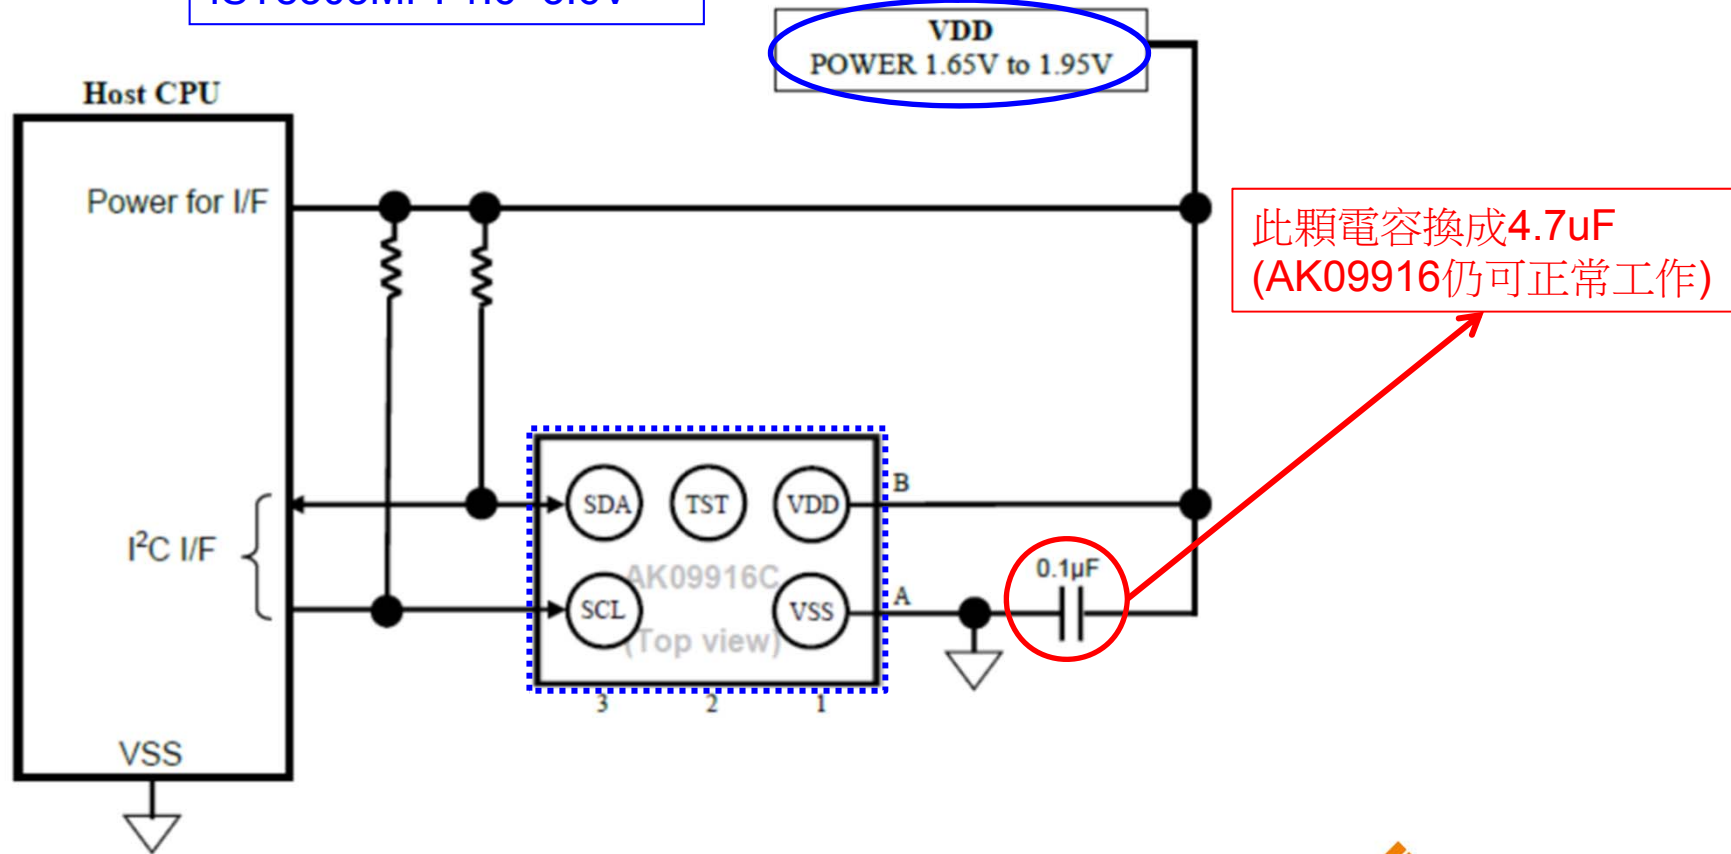 VDD
POWER 1.65V to 1.95V
Host CPU
Power for I/F
此顆電容換成4.7uF
(AK09916仍可正常工作)
SDA
TST
VDD
B
I²C I/F
0.1µF
AK09916C
SCL
VSS
A
(Top view)
3
2
1
VSS